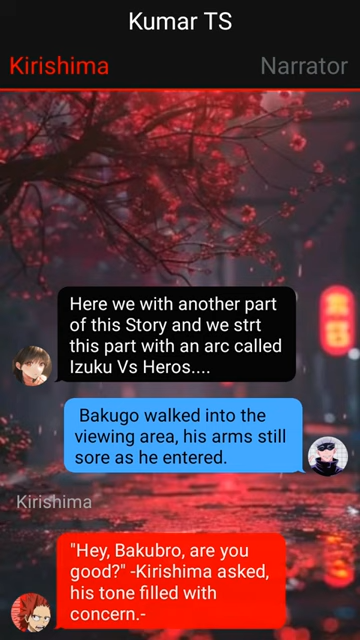 Kumar TS
Kirishima
Narrator
Here we with another part
of this Story and we strt
this part with an arc called
Izuku Vs Heros....
Bakugo walked into the
viewing area, his arms still
sore as he entered.
Kirishima
"Hey, Bakubro, are you
good?" -Kirishima asked,
his tone filled with
concern.-